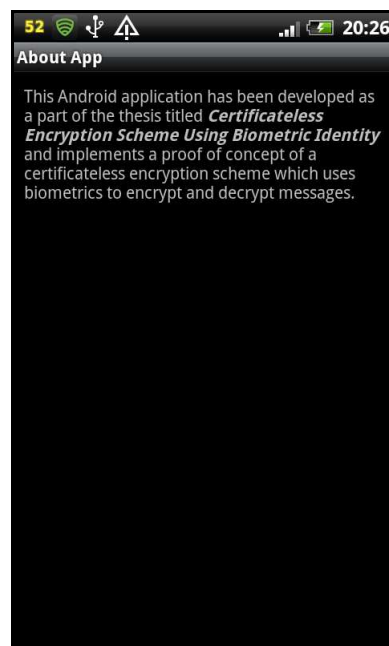 52 20:26
About App
This Android application has been developed as
a part of the thesis titled Certificateless
Encryption Scheme Using Biometric Identity
and implements a proof of concept of a
certificateless encryption scheme which uses
biometrics to encrypt and decrypt messages.